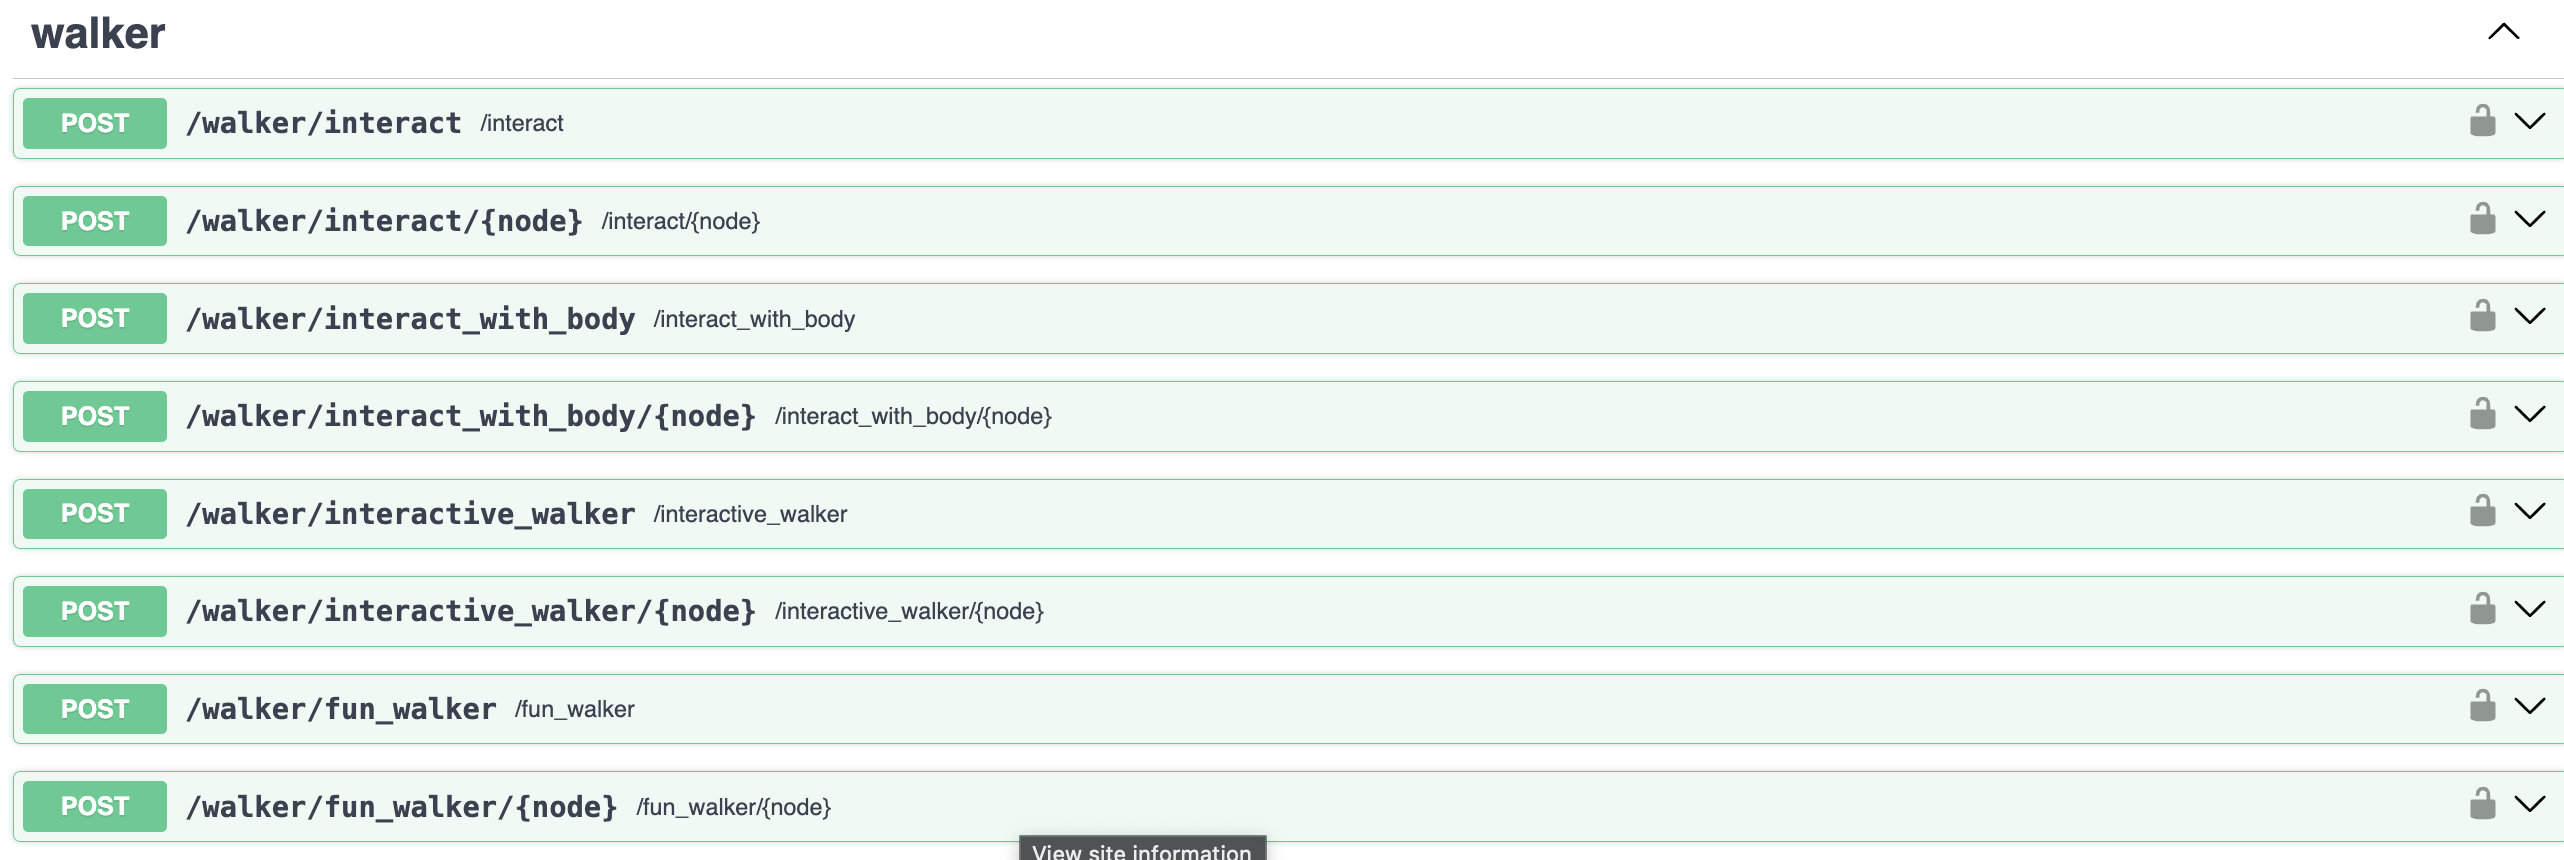 walker
POST /walker/interact /interact
POST /walker/interact/{node} /interact/{node}
POST /walker/interact_with_body /interact_with_body
POST /walker/interact_with_body/{node} /interact_with_body/{node}
POST /walker/interactive_walker /interactive_walker
POST /walker/interactive_walker/{node} /interactive_walker/{node}
POST /walker/fun_walker /fun_walker
POST /walker/fun_walker/{node} /fun_walker/{node}
View site information